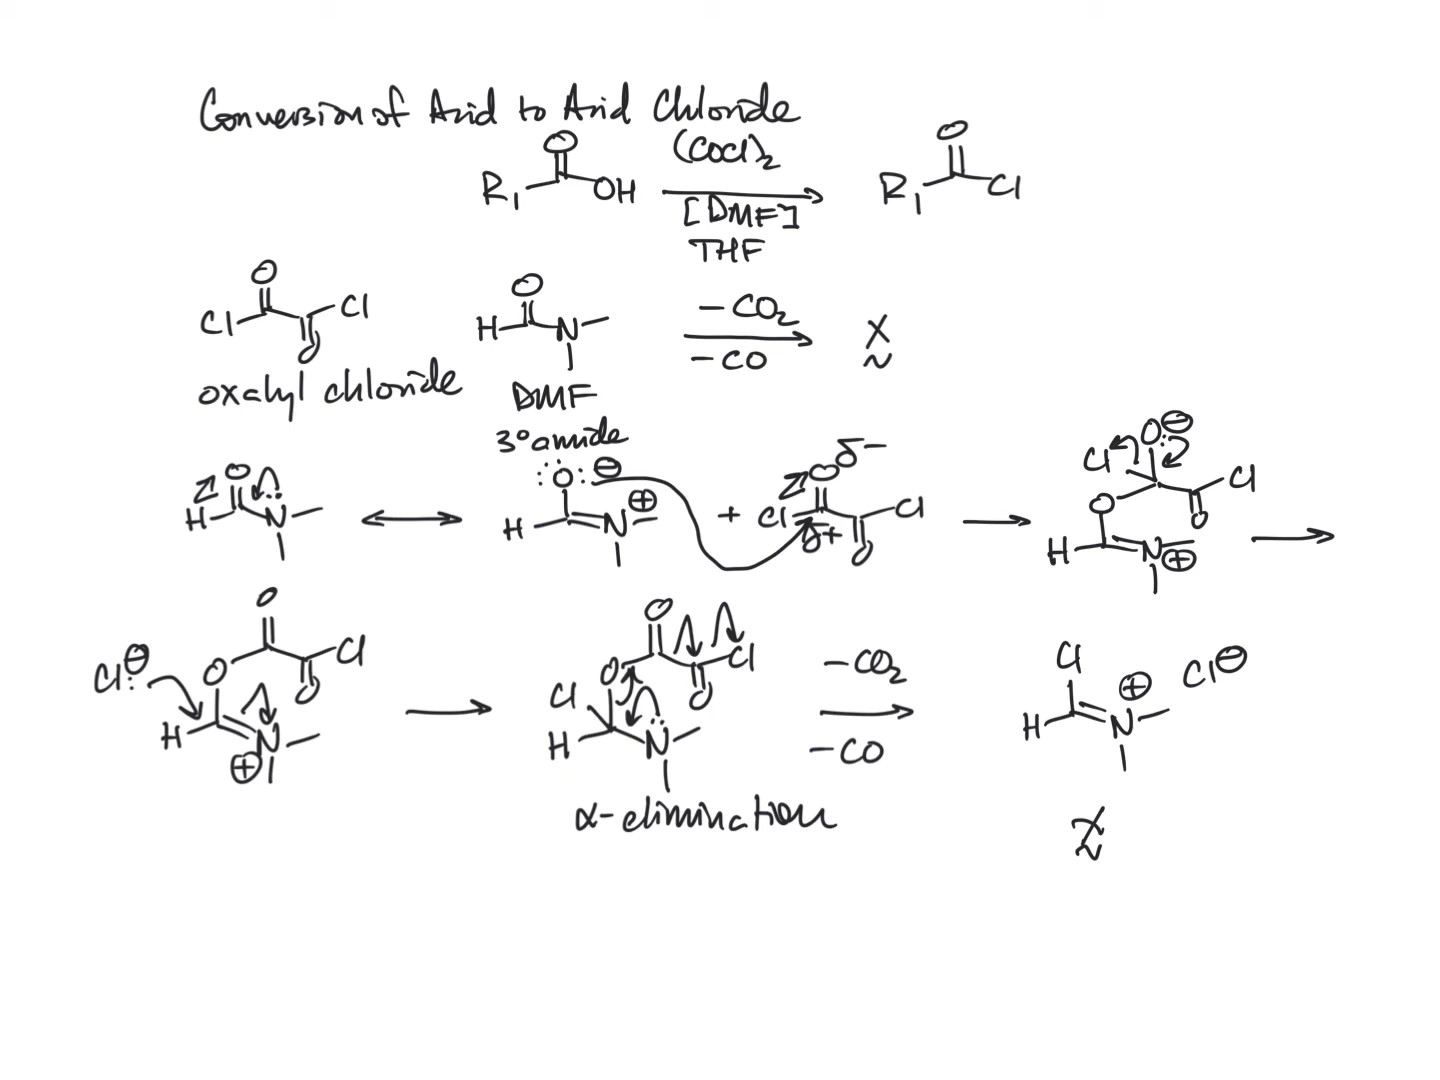 Conversion of Acid to Acid Chloride
(COCl)2
O O
R1 OH R1 Cl
[DMF]
THF
O O
Cl Cl H N −CO2 X
O −CO
oxalyl chloride DMF
3° amide
O O ⊖ O δ− O ⊖
H N H N ⊕ + Cl δ+ Cl O Cl O Cl O
H N ⊕
O O
Cl ⊖ O Cl O Cl O Cl O −CO2 Cl ⊕ Cl ⊖
H N ⊕ H N −CO H N
α-elimination X